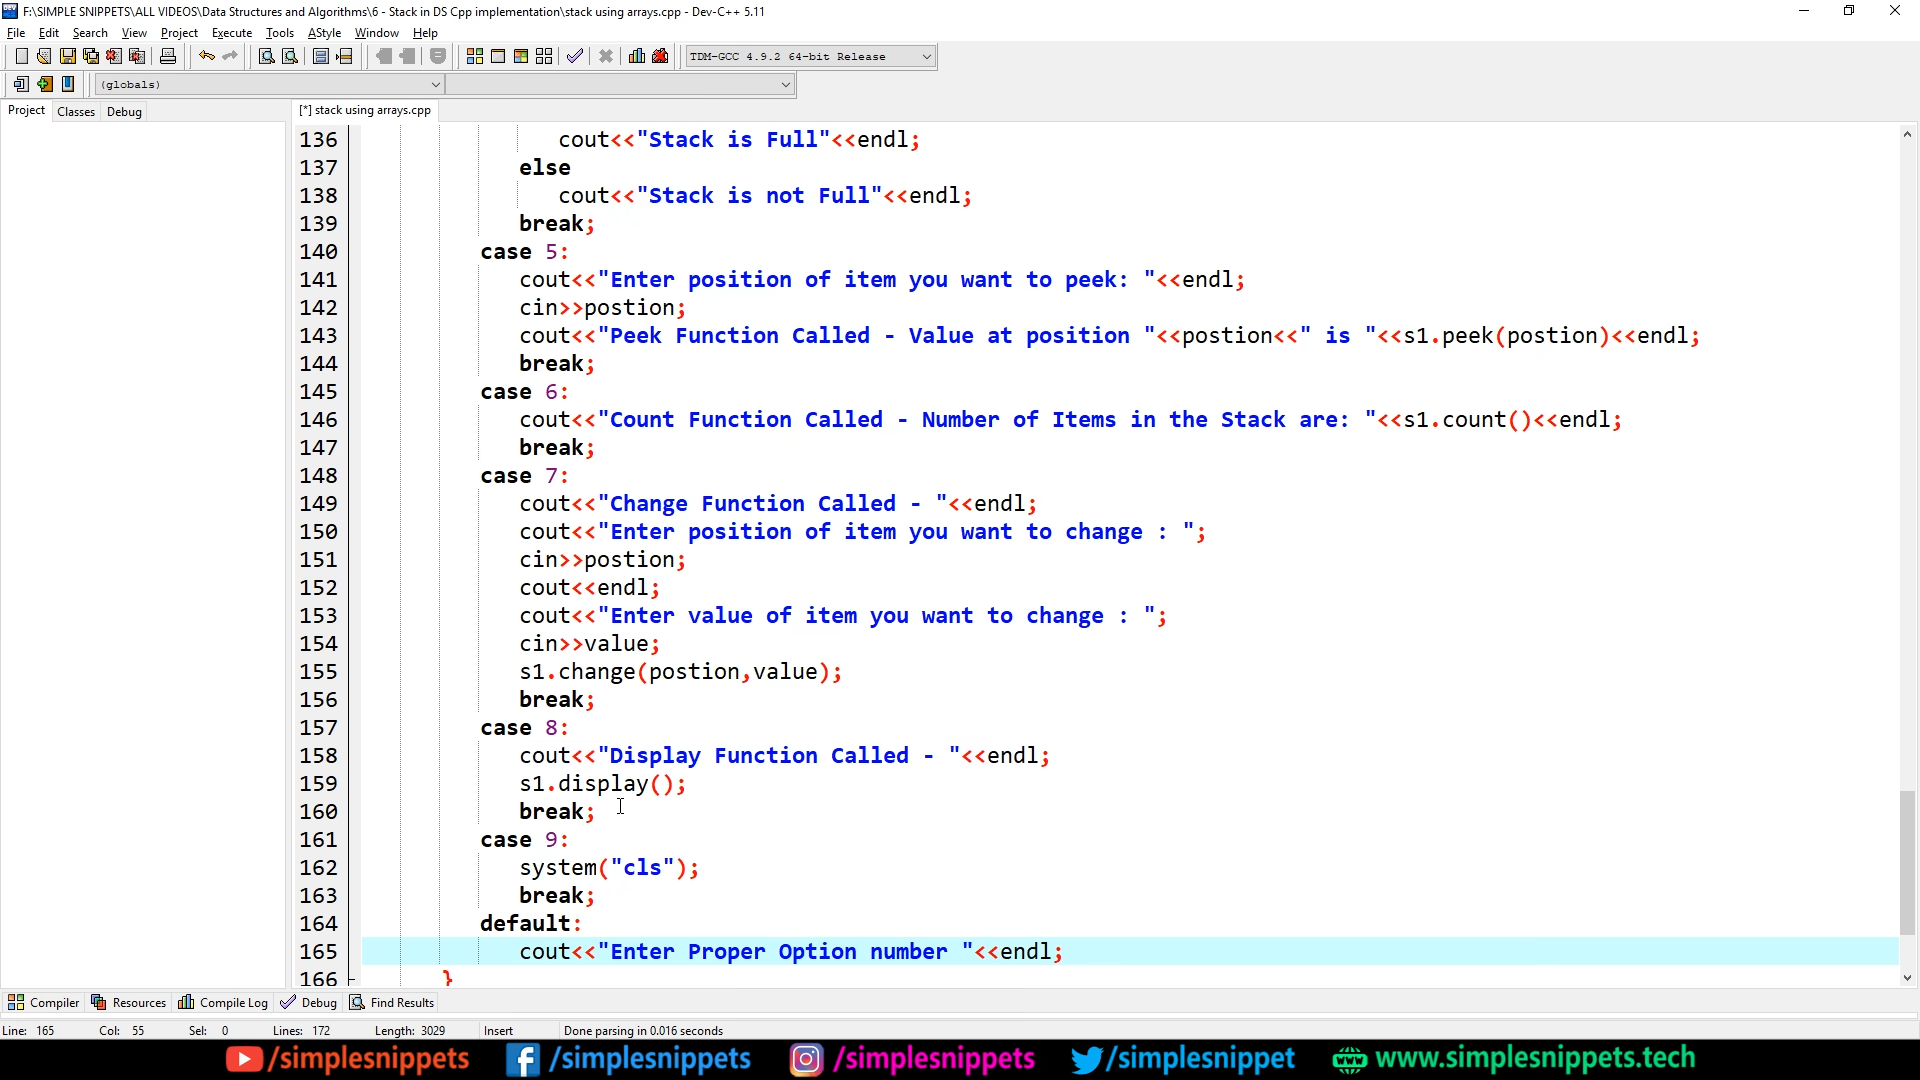 F:\SIMPLE SNIPPETS\ALL VIDEOS\Data Structures and Algorithms\6 - Stack in DS Cpp implementation\stack using arrays.cpp - Dev-C++ 5.11
File Edit Search View Project Execute Tools AStyle Window Help
TDM-GCC 4.9.2 64-bit Release
(globals)
Project Classes Debug
[*] stack using arrays.cpp
136 cout<<"Stack is Full"<<endl;
137 else
138 cout<<"Stack is not Full"<<endl;
139 break;
140 case 5:
141 cout<<"Enter position of item you want to peek: "<<endl;
142 cin>>postion;
143 cout<<"Peek Function Called - Value at position "<<postion<<" is "<<s1.peek(postion)<<endl;
144 break;
145 case 6:
146 cout<<"Count Function Called - Number of Items in the Stack are: "<<s1.count()<<endl;
147 break;
148 case 7:
149 cout<<"Change Function Called - "<<endl;
150 cout<<"Enter position of item you want to change : ";
151 cin>>postion;
152 cout<<endl;
153 cout<<"Enter value of item you want to change : ";
154 cin>>value;
155 s1.change(postion,value);
156 break;
157 case 8:
158 cout<<"Display Function Called - "<<endl;
159 s1.display();
160 break;
161 case 9:
162 system("cls");
163 break;
164 default:
165 cout<<"Enter Proper Option number "<<endl;
166 }
Compiler Resources Compile Log Debug Find Results
Line: 165 Col: 55 Sel: 0 Lines: 172 Length: 3029 Insert Done parsing in 0.016 seconds
/simplesnippets /simplesnippets /simplesnippets /simplesnippet www.simplesnippets.tech